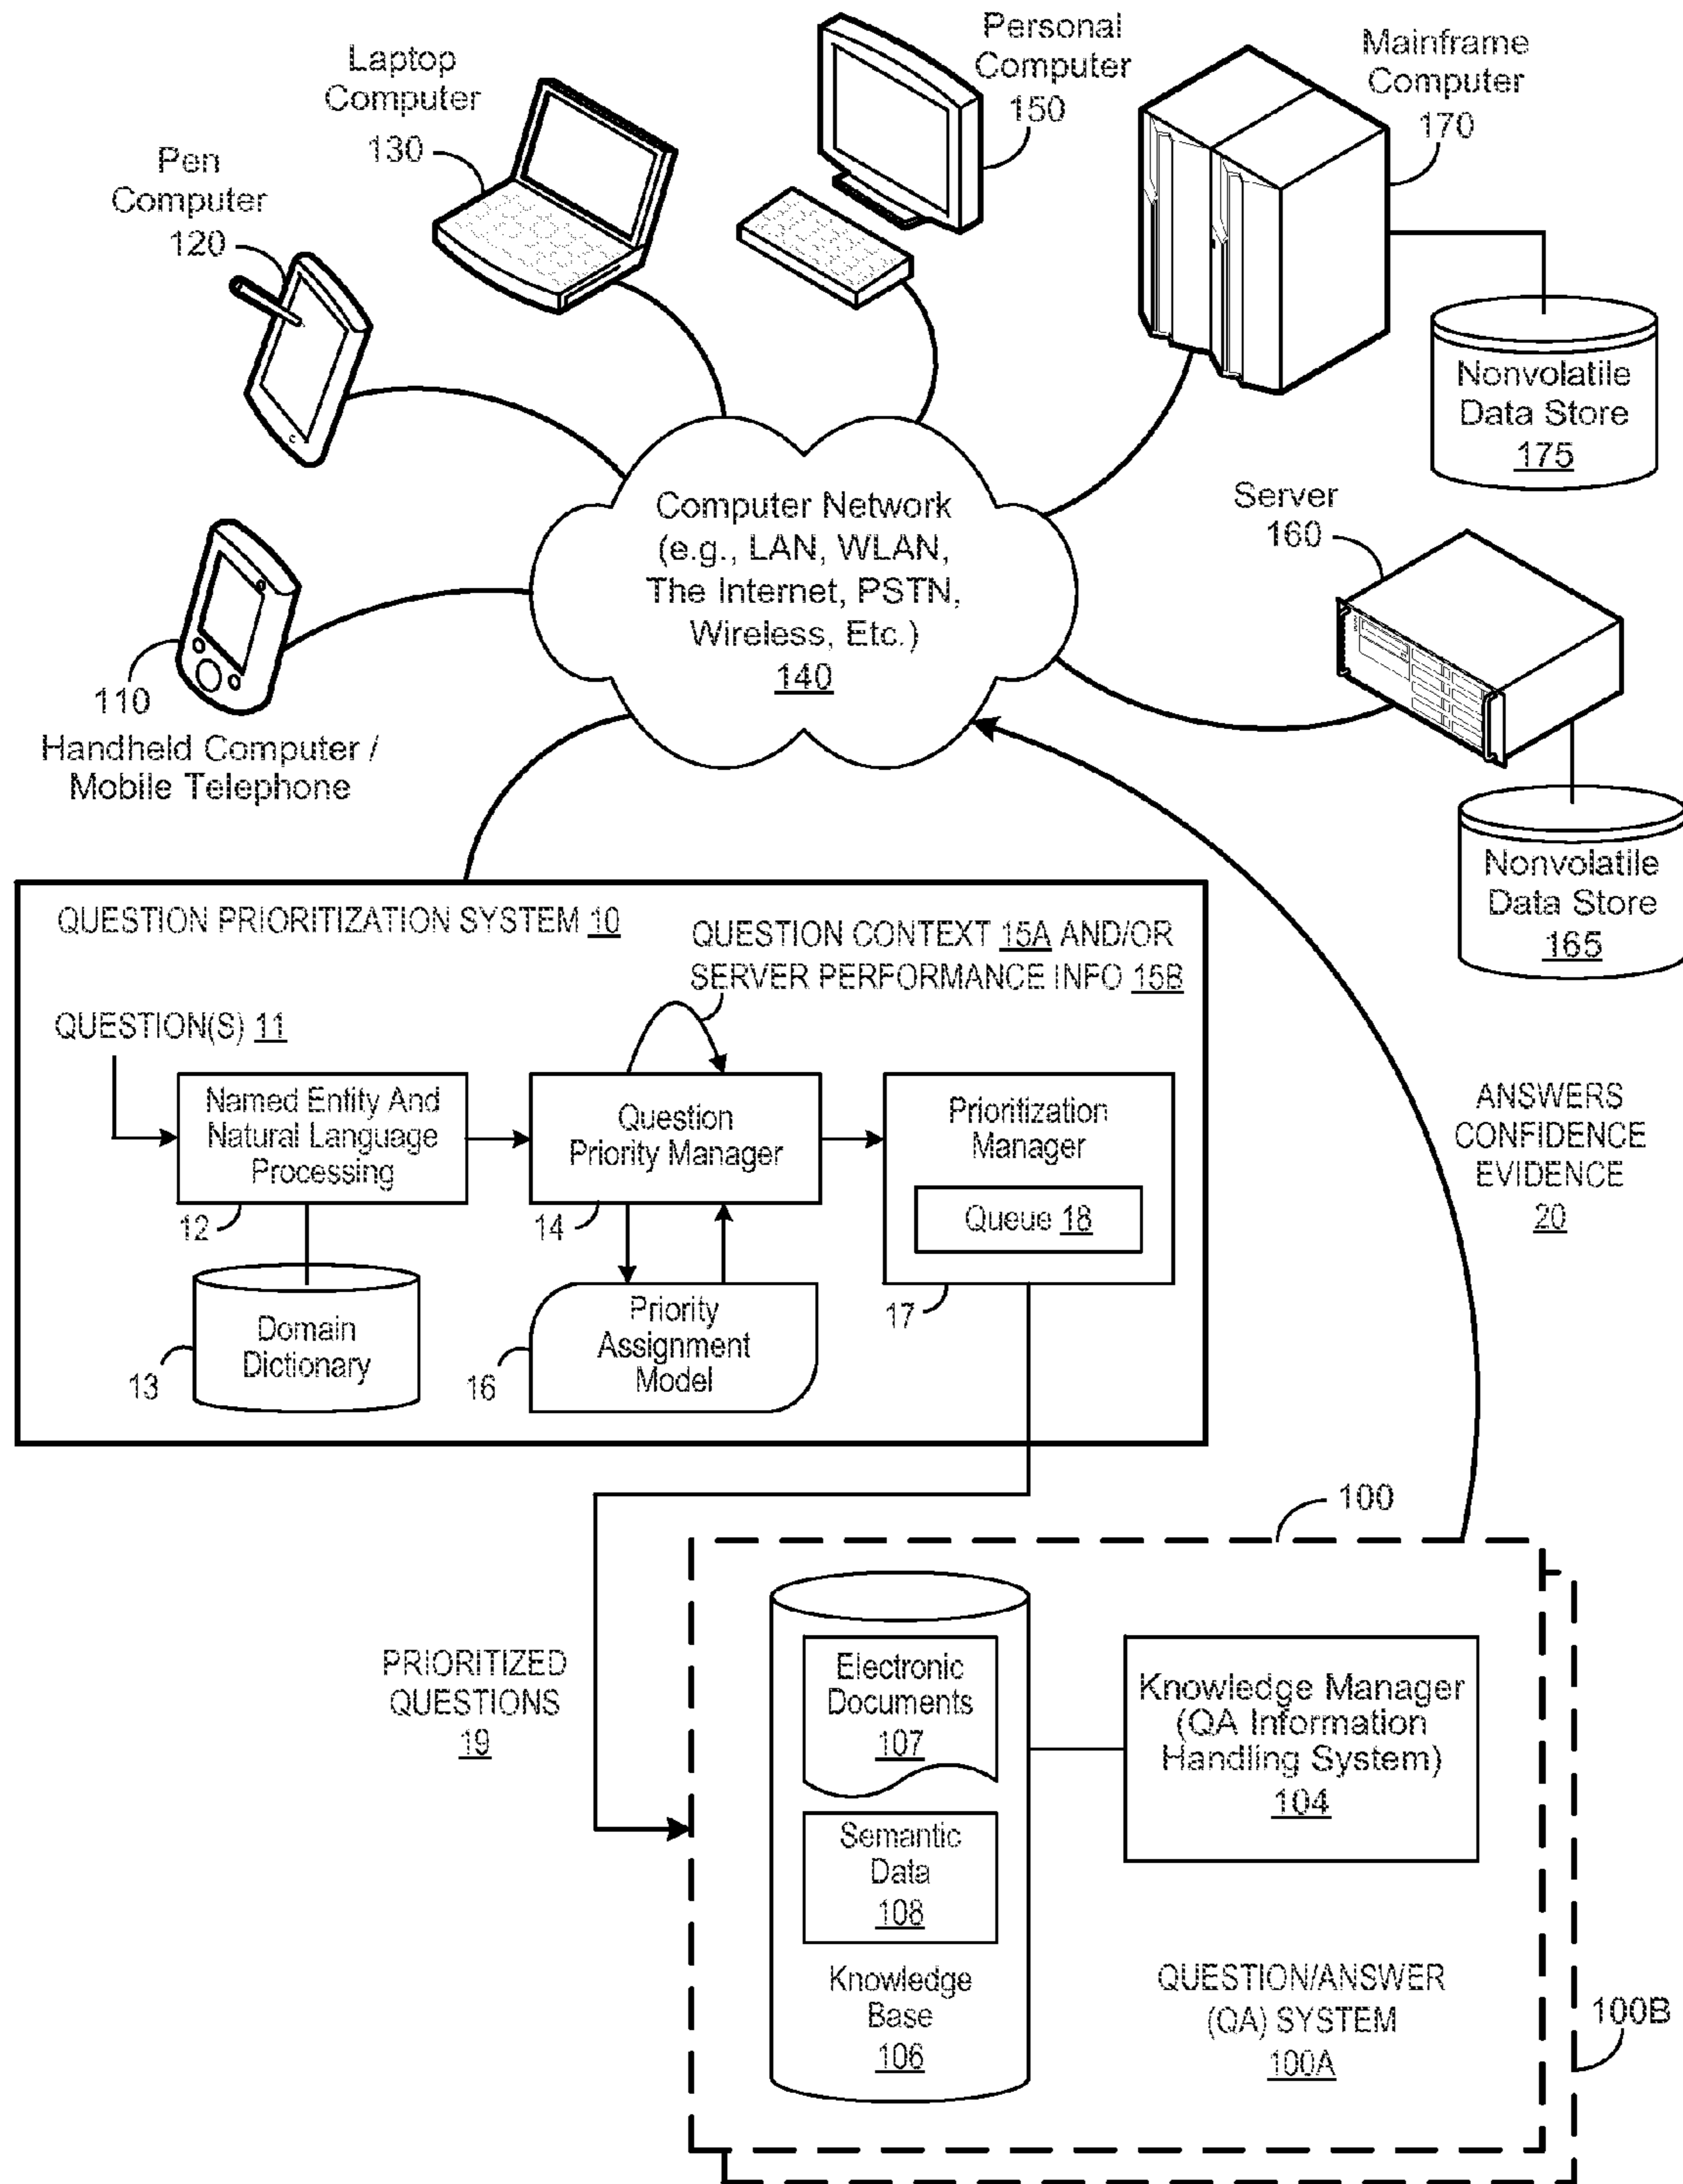 Laptop
Computer
130
Personal
Computer
150
Mainframe
Computer
170
Pen
Computer
120
Nonvolatile
Data Store
175
Computer Network
(e.g., LAN, WLAN,
The Internet, PSTN,
Wireless, Etc.)
140
Server
160
110
Handheld Computer /
Mobile Telephone
Nonvolatile
Data Store
165
QUESTION PRIORITIZATION SYSTEM 10
QUESTION CONTEXT 15A AND/OR
SERVER PERFORMANCE INFO 15B
QUESTION(S) 11
Named Entity And
Natural Language
Processing
12
Question
Priority Manager
14
Prioritization
Manager
Queue 18
17
Domain
Dictionary
13
Priority
Assignment
Model
16
ANSWERS
CONFIDENCE
EVIDENCE
20
100
PRIORITIZED
QUESTIONS
19
Electronic
Documents
107
Semantic
Data
108
Knowledge
Base
106
Knowledge Manager
(QA Information
Handling System)
104
QUESTION/ANSWER
(QA) SYSTEM
100A
100B